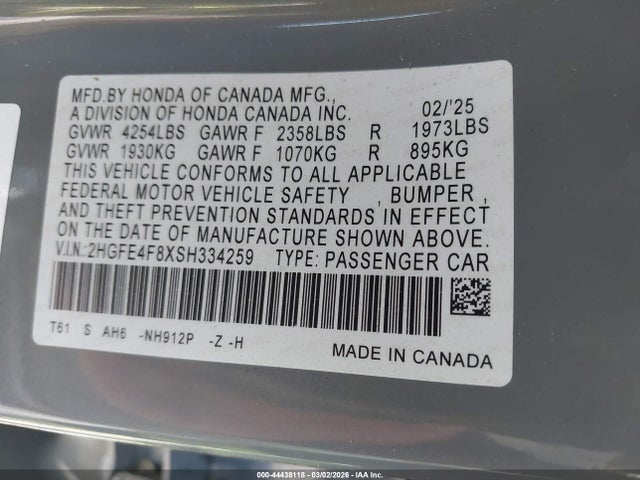 MFD.BY HONDA OF CANADA MFG.,
A DIVISION OF HONDA CANADA INC. 02/'25
GVWR 4254LBS GAWR F 2358LBS R 1973LBS
GVWR 1930KG GAWR F 1070KG R 895KG
THIS VEHICLE CONFORMS TO ALL APPLICABLE
FEDERAL MOTOR VEHICLE SAFETY , BUMPER ,
AND THEFT PREVENTION STANDARDS IN EFFECT
ON THE DATE OF MANUFACTURE SHOWN ABOVE.
V.I.N.:2HGFE4F8XSH334259 TYPE: PASSENGER CAR
T61 S AH6 -NH912P -Z -H
MADE IN CANADA
000-44438118 - 03/02/2026 - IAA Inc.